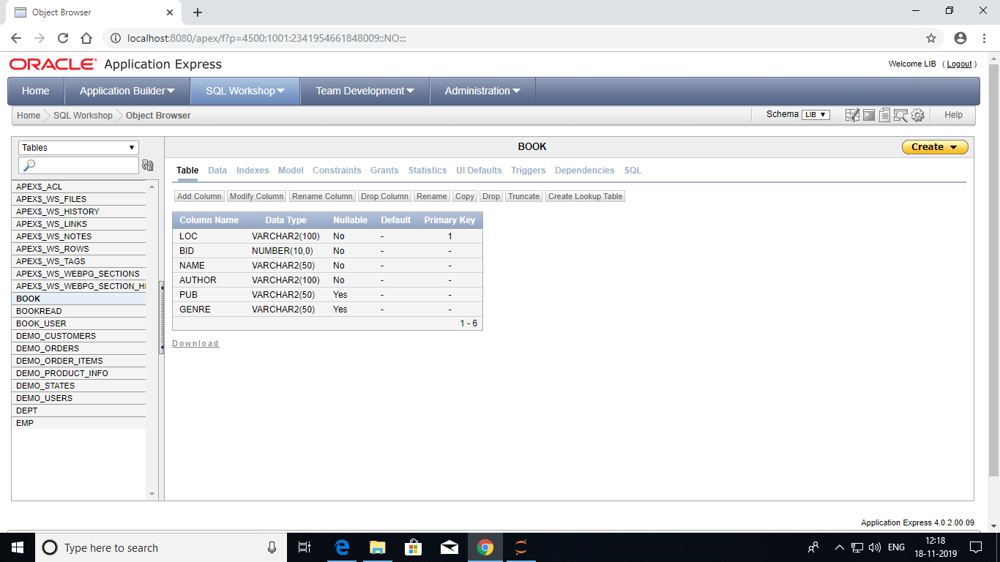 Object Browser
localhost:8080/apex/f?p=4500:1001:2341954661848009::NO:::
ORACLE Application Express
Welcome LIB ( Logout )
Home Application Builder SQL Workshop Team Development Administration
Home SQL Workshop Object Browser
Schema LIB Help
Tables
BOOK
Create
Table Data Indexes Model Constraints Grants Statistics UI Defaults Triggers Dependencies SQL
Add Column Modify Column Rename Column Drop Column Rename Copy Drop Truncate Create Lookup Table
APEX$_ACL
APEX$_WS_FILES
APEX$_WS_HISTORY
APEX$_WS_LINKS
APEX$_WS_NOTES
APEX$_WS_ROWS
APEX$_WS_TAGS
APEX$_WS_WEBPG_SECTIONS
APEX$_WS_WEBPG_SECTION_HI
BOOK
BOOKREAD
BOOK_USER
DEMO_CUSTOMERS
DEMO_ORDERS
DEMO_ORDER_ITEMS
DEMO_PRODUCT_INFO
DEMO_STATES
DEMO_USERS
DEPT
EMP
Column Name Data Type Nullable Default Primary Key
LOC VARCHAR2(100) No - 1
BID NUMBER(10,0) No - -
NAME VARCHAR2(50) No - -
AUTHOR VARCHAR2(100) No - -
PUB VARCHAR2(50) Yes - -
GENRE VARCHAR2(50) Yes - -
1 - 6
Download
Application Express 4.0.2.00.09
Type here to search
ENG
12:18
18-11-2019